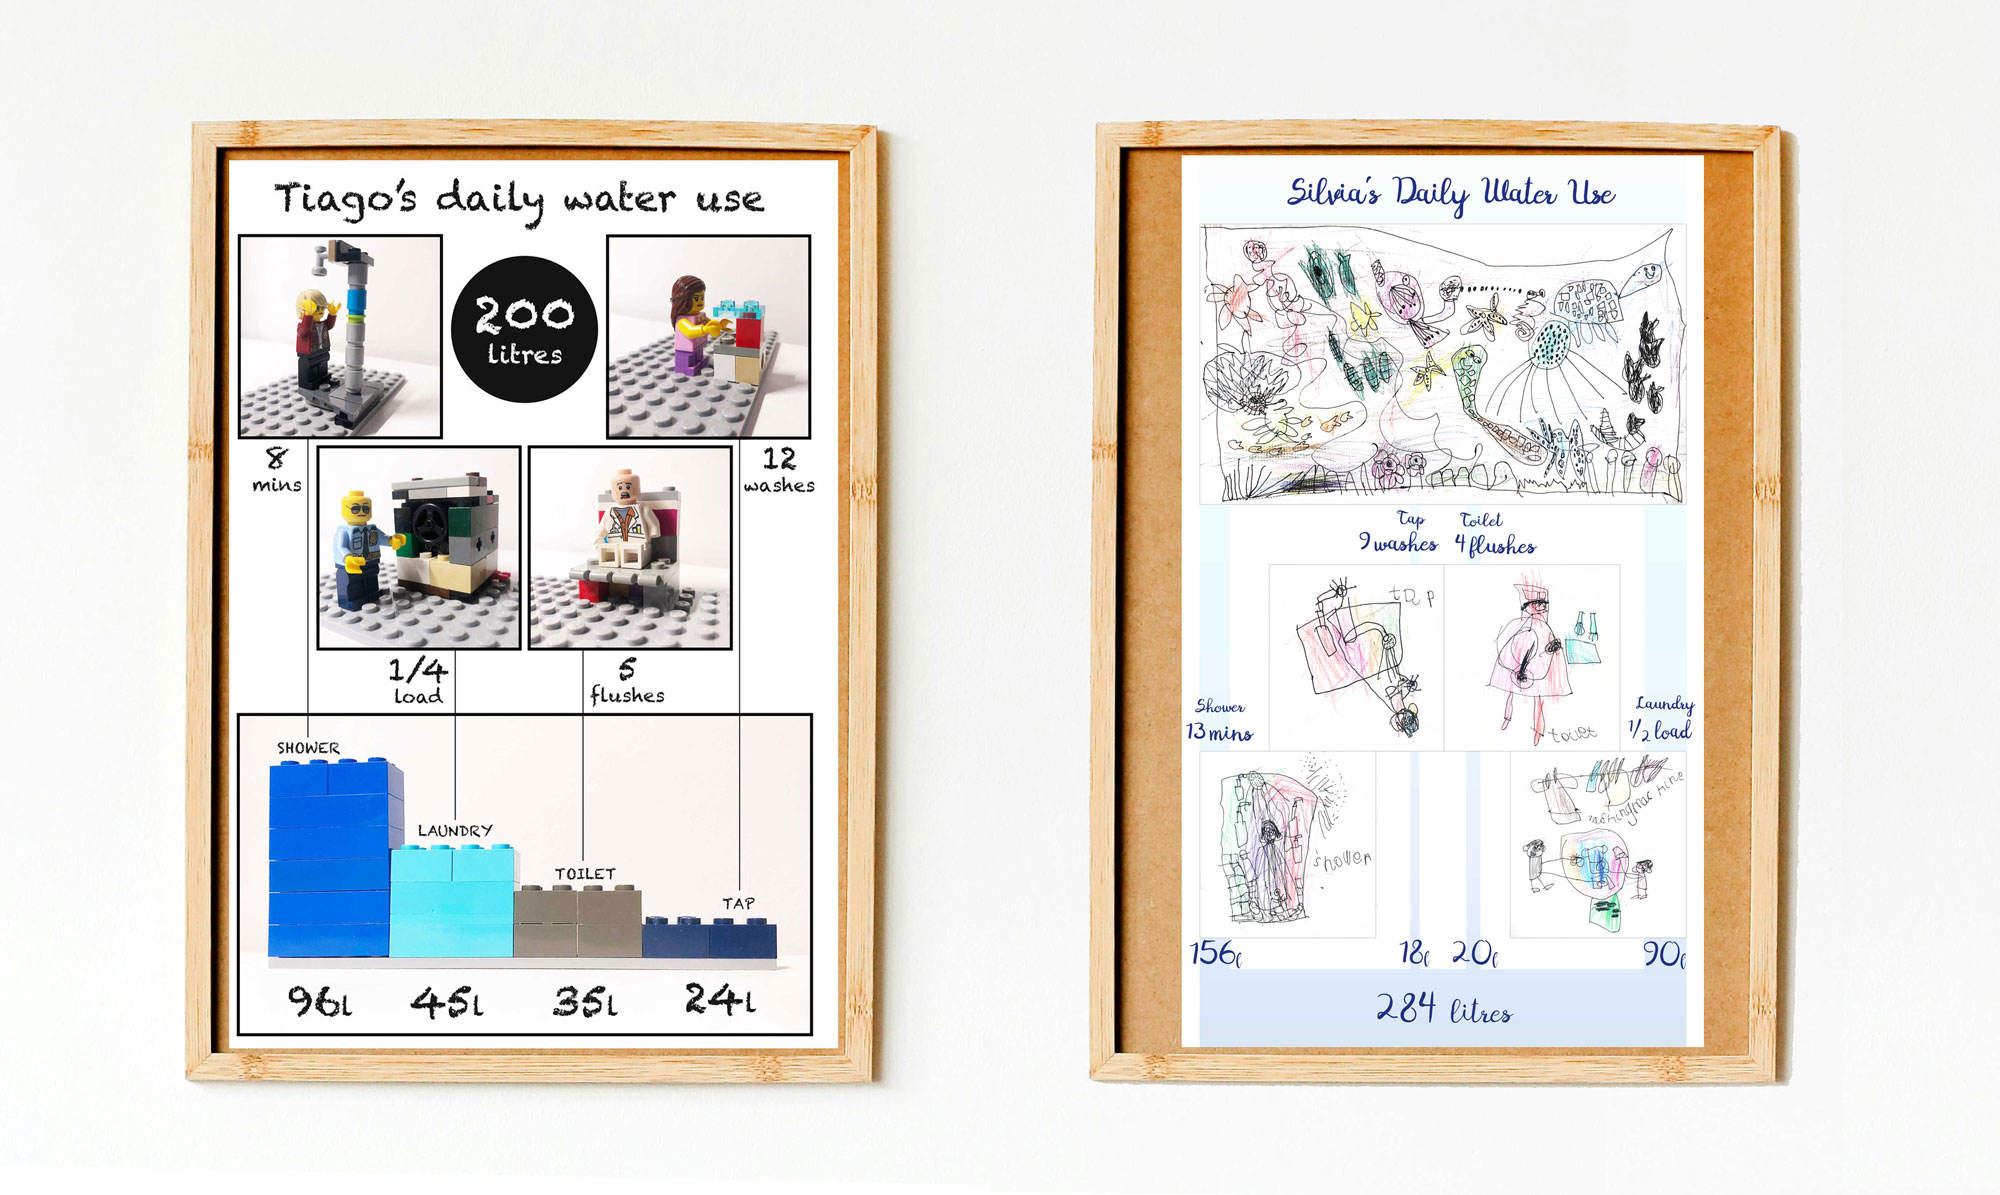 Tiago's daily water use
200
litres
8
mins
12
washes
1/4
load
5
flushes
SHOWER
LAUNDRY
TOILET
TAP
96l
45l
35l
24l
Silvia's Daily Water Use
Tap
9 washes
Toilet
4 flushes
tap
toilet
Shower
13 mins
Laundry
1/2 load
shower
156l
18l
20l
90l
284 litres